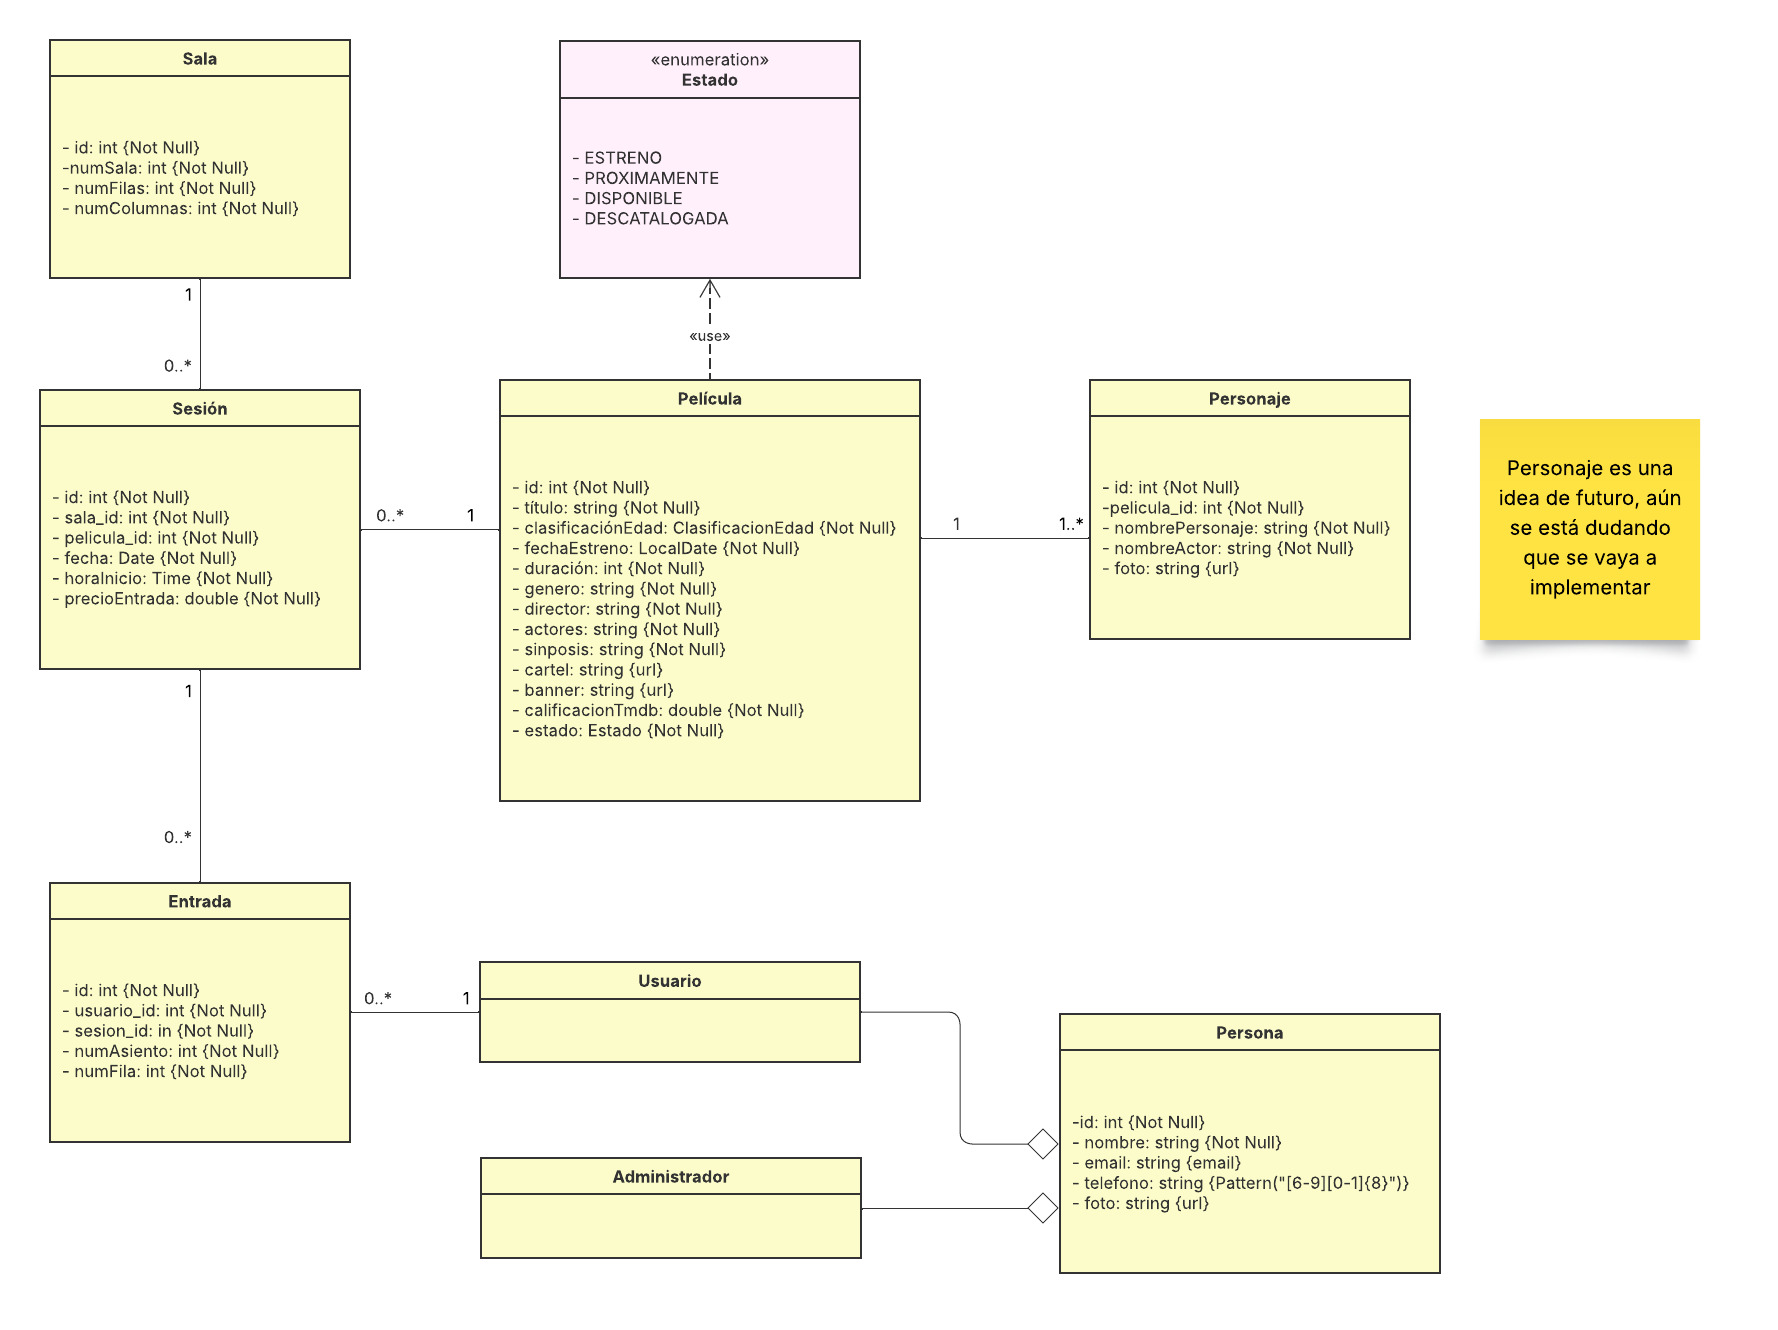 Sala
- id: int {Not Null}
-numSala: int {Not Null}
- numFilas: int {Not Null}
- numColumnas: int {Not Null}
«enumeration»
Estado
- ESTRENO
- PROXIMAMENTE
- DISPONIBLE
- DESCATALOGADA
1
0..*
«use»
Sesión
- id: int {Not Null}
- sala_id: int {Not Null}
- pelicula_id: int {Not Null}
- fecha: Date {Not Null}
- horaInicio: Time {Not Null}
- precioEntrada: double {Not Null}
0..*
1
Película
- id: int {Not Null}
- título: string {Not Null}
- clasificaciónEdad: ClasificacionEdad {Not Null}
- fechaEstreno: LocalDate {Not Null}
- duración: int {Not Null}
- genero: string {Not Null}
- director: string {Not Null}
- actores: string {Not Null}
- sinposis: string {Not Null}
- cartel: string {url}
- banner: string {url}
- calificacionTmdb: double {Not Null}
- estado: Estado {Not Null}
1
1..*
Personaje
- id: int {Not Null}
-pelicula_id: int {Not Null}
- nombrePersonaje: string {Not Null}
- nombreActor: string {Not Null}
- foto: string {url}
Personaje es una
idea de futuro, aún
se está dudando
que se vaya a
implementar
1
0..*
Entrada
- id: int {Not Null}
- usuario_id: int {Not Null}
- sesion_id: in {Not Null}
- numAsiento: int {Not Null}
- numFila: int {Not Null}
0..*
1
Usuario
Administrador
Persona
-id: int {Not Null}
- nombre: string {Not Null}
- email: string {email}
- telefono: string {Pattern("[6-9][0-1]{8}")}
- foto: string {url}